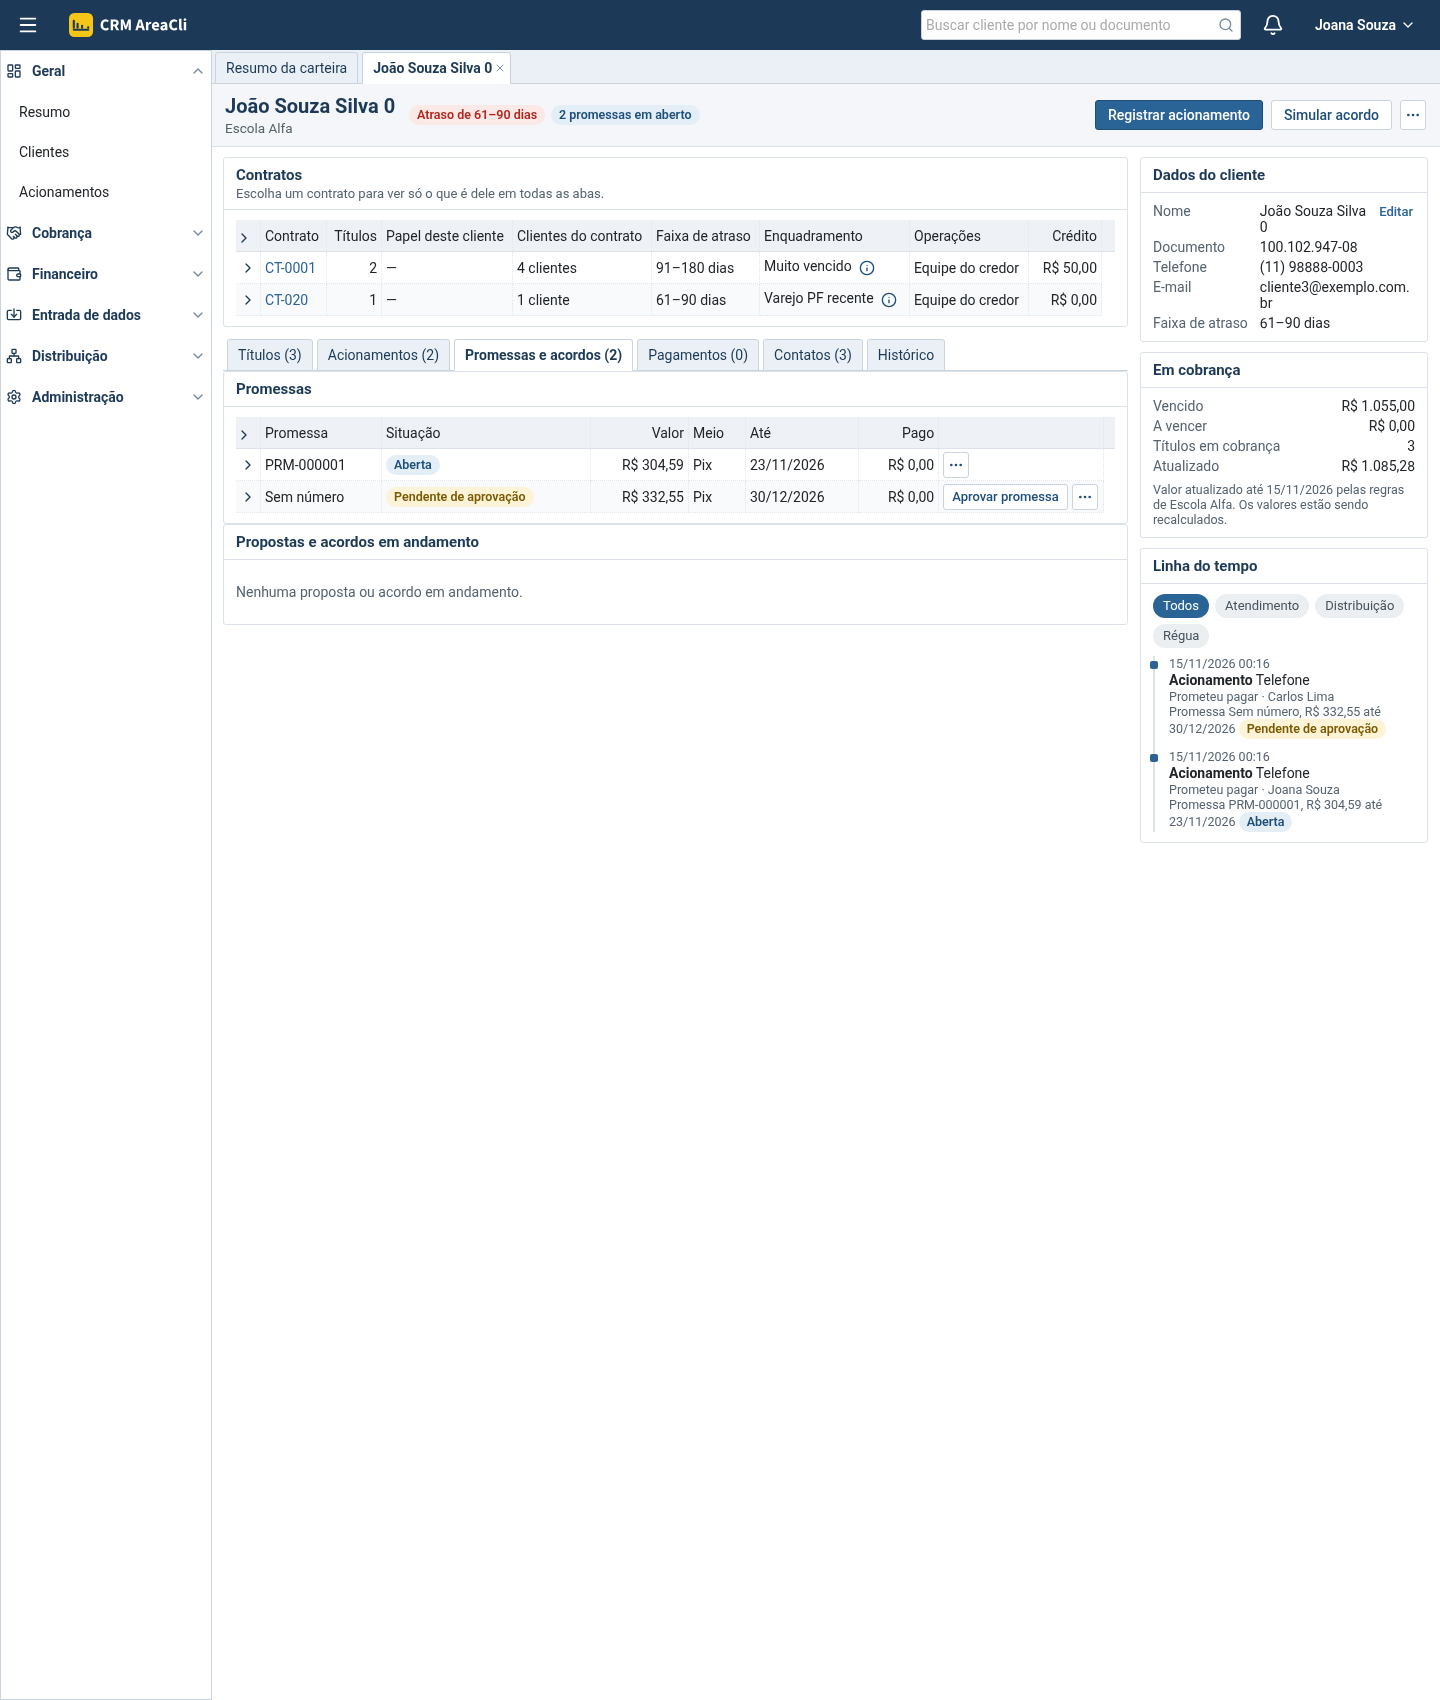 CRM AreaCli
Buscar cliente por nome ou documento
Joana Souza
Geral
Resumo
Clientes
Acionamentos
Cobrança
Financeiro
Entrada de dados
Distribuição
Administração
Resumo da carteira
João Souza Silva 0
João Souza Silva 0
Escola Alfa
Atraso de 61–90 dias
2 promessas em aberto
Registrar acionamento
Simular acordo
Contratos
Escolha um contrato para ver só o que é dele em todas as abas.
Contrato Títulos Papel deste cliente Clientes do contrato Faixa de atraso Enquadramento Operações Crédito
CT-0001 2 — 4 clientes 91–180 dias Muito vencido Equipe do credor R$ 50,00
CT-020 1 — 1 cliente 61–90 dias Varejo PF recente Equipe do credor R$ 0,00
Títulos (3) Acionamentos (2) Promessas e acordos (2) Pagamentos (0) Contatos (3) Histórico
Promessas
Promessa Situação Valor Meio Até Pago
PRM-000001 Aberta R$ 304,59 Pix 23/11/2026 R$ 0,00
Sem número Pendente de aprovação R$ 332,55 Pix 30/12/2026 R$ 0,00 Aprovar promessa
Propostas e acordos em andamento
Nenhuma proposta ou acordo em andamento.
Dados do cliente
Nome João Souza Silva Editar
0
Documento 100.102.947-08
Telefone (11) 98888-0003
E-mail cliente3@exemplo.com.
br
Faixa de atraso 61–90 dias
Em cobrança
Vencido R$ 1.055,00
A vencer R$ 0,00
Títulos em cobrança 3
Atualizado R$ 1.085,28
Valor atualizado até 15/11/2026 pelas regras
de Escola Alfa. Os valores estão sendo
recalculados.
Linha do tempo
Todos Atendimento Distribuição
Régua
15/11/2026 00:16
Acionamento Telefone
Prometeu pagar · Carlos Lima
Promessa Sem número, R$ 332,55 até
30/12/2026 Pendente de aprovação
15/11/2026 00:16
Acionamento Telefone
Prometeu pagar · Joana Souza
Promessa PRM-000001, R$ 304,59 até
23/11/2026 Aberta